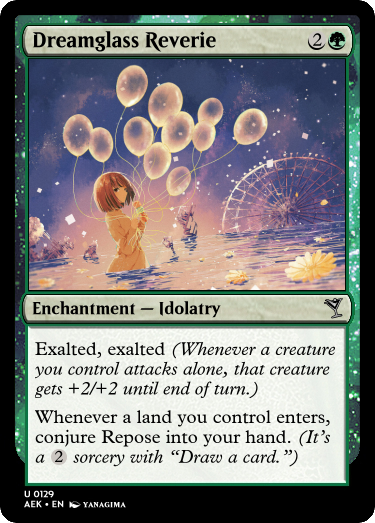 Dreamglass Reverie 2
Enchantment — Idolatry
Exalted, exalted (Whenever a creature
you control attacks alone, that creature
gets +2/+2 until end of turn.)
Whenever a land you control enters,
conjure Repose into your hand. (It's
a 2 sorcery with “Draw a card.”)
U 0129
AEK • EN YANAGIMA